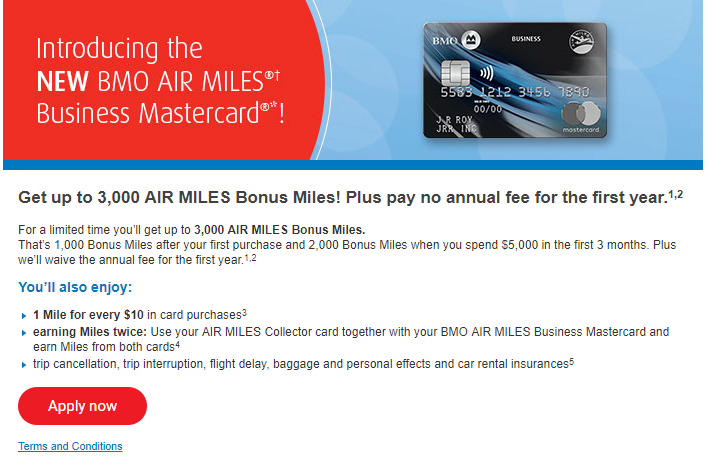 Introducing the
NEW BMO AIR MILES®†
Business Mastercard®*!
BMO BUSINESS
5583 1212 3456 7890
00/00
J.R ROY
JRR INC
mastercard.
Get up to 3,000 AIR MILES Bonus Miles! Plus pay no annual fee for the first year.1,2
For a limited time you'll get up to 3,000 AIR MILES Bonus Miles.
That's 1,000 Bonus Miles after your first purchase and 2,000 Bonus Miles when you spend $5,000 in the first 3 months. Plus
we'll waive the annual fee for the first year.1,2
You'll also enjoy:
1 Mile for every $10 in card purchases3
earning Miles twice: Use your AIR MILES Collector card together with your BMO AIR MILES Business Mastercard and
earn Miles from both cards4
trip cancellation, trip interruption, flight delay, baggage and personal effects and car rental insurances5
Apply now
Terms and Conditions